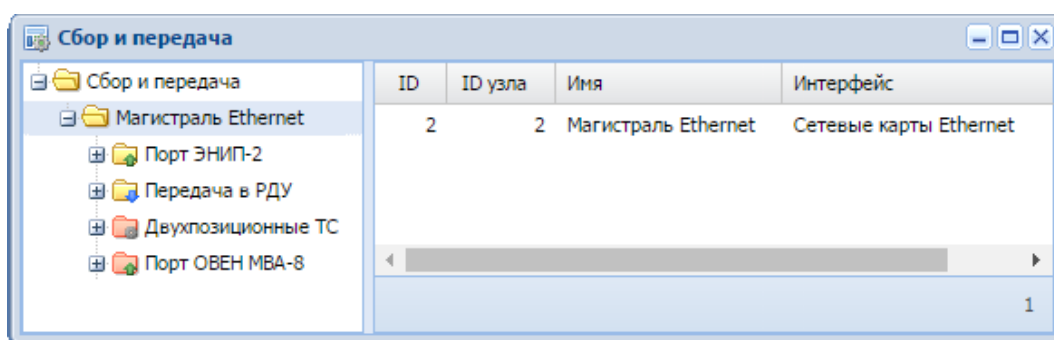 Сбор и передача
Сбор и передача
Магистраль Ethernet
Порт ЭНИП-2
Передача в РДУ
Двухпозиционные ТС
Порт ОВЕН МВА-8
ID ID узла Имя Интерфейс
2 2 Магистраль Ethernet Сетевые карты Ethernet
1